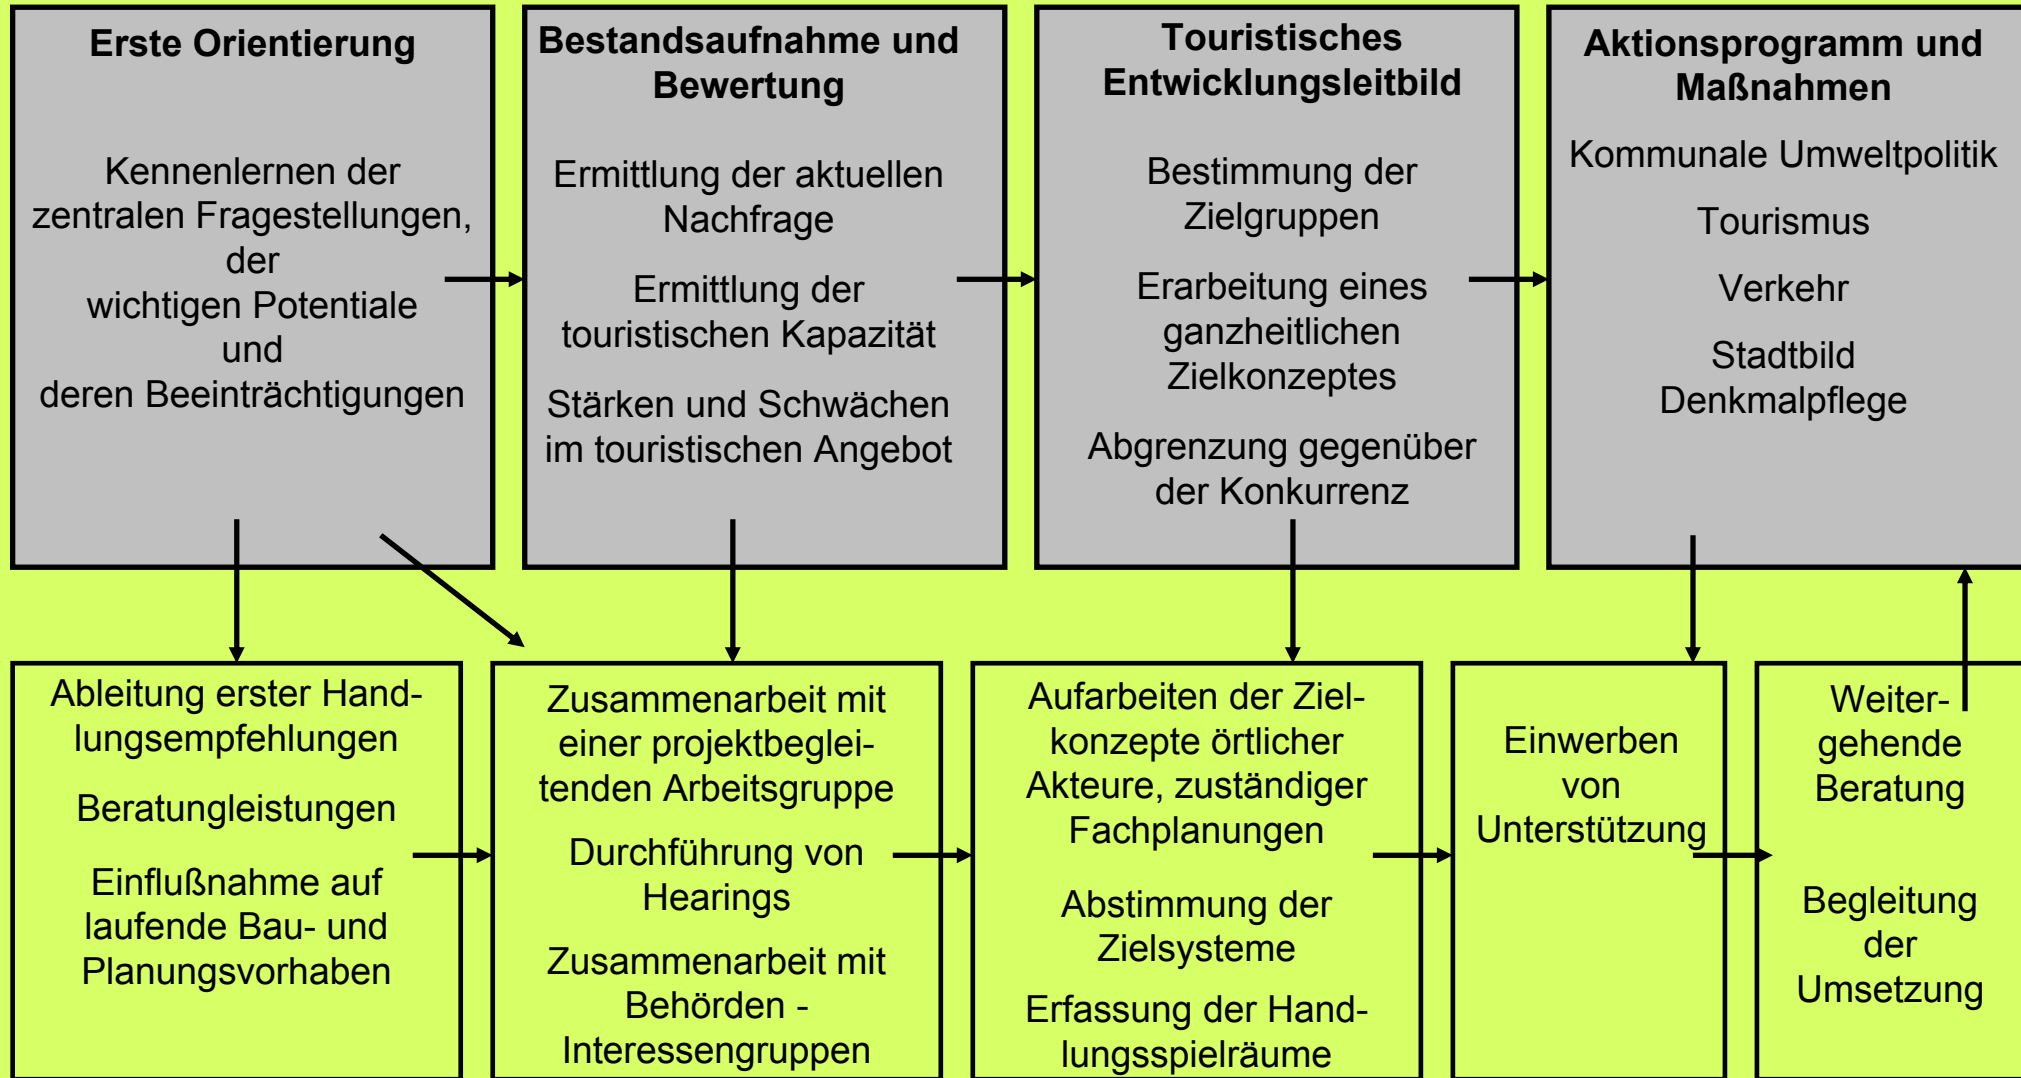 Erste Orientierung
Kennenlernen der
zentralen Fragestellungen,
der
wichtigen Potentiale
und
deren Beeinträchtigungen
Bestandsaufnahme und
Bewertung
Ermittlung der aktuellen
Nachfrage
Ermittlung der
touristischen Kapazität
Stärken und Schwächen
im touristischen Angebot
Touristisches
Entwicklungsleitbild
Bestimmung der
Zielgruppen
Erarbeitung eines
ganzheitlichen
Zielkonzeptes
Abgrenzung gegenüber
der Konkurrenz
Aktionsprogramm und
Maßnahmen
Kommunale Umweltpolitik
Tourismus
Verkehr
Stadtbild
Denkmalpflege
Ableitung erster Hand-
lungsempfehlungen
Beratungleistungen
Einflußnahme auf
laufende Bau- und
Planungsvorhaben
Zusammenarbeit mit
einer projektbeglei-
tenden Arbeitsgruppe
Durchführung von
Hearings
Zusammenarbeit mit
Behörden -
Interessengruppen
Aufarbeiten der Ziel-
konzepte örtlicher
Akteure, zuständiger
Fachplanungen
Abstimmung der
Zielsysteme
Erfassung der Hand-
lungsspielräume
Einwerben
von
Unterstützung
Weiter-
gehende
Beratung
Begleitung
der
Umsetzung